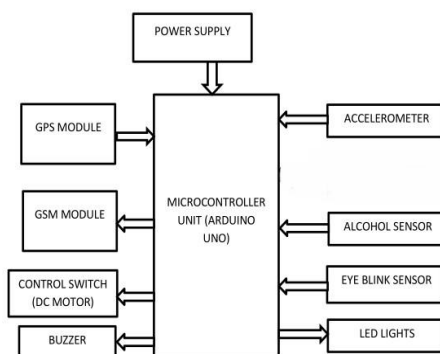 POWER SUPPLY
GPS MODULE
ACCELEROMETER
MICROCONTROLLER
UNIT (ARDUINO
UNO)
GSM MODULE
ALCOHOL SENSOR
CONTROL SWITCH
(DC MOTOR)
EYE BLINK SENSOR
BUZZER
LED LIGHTS